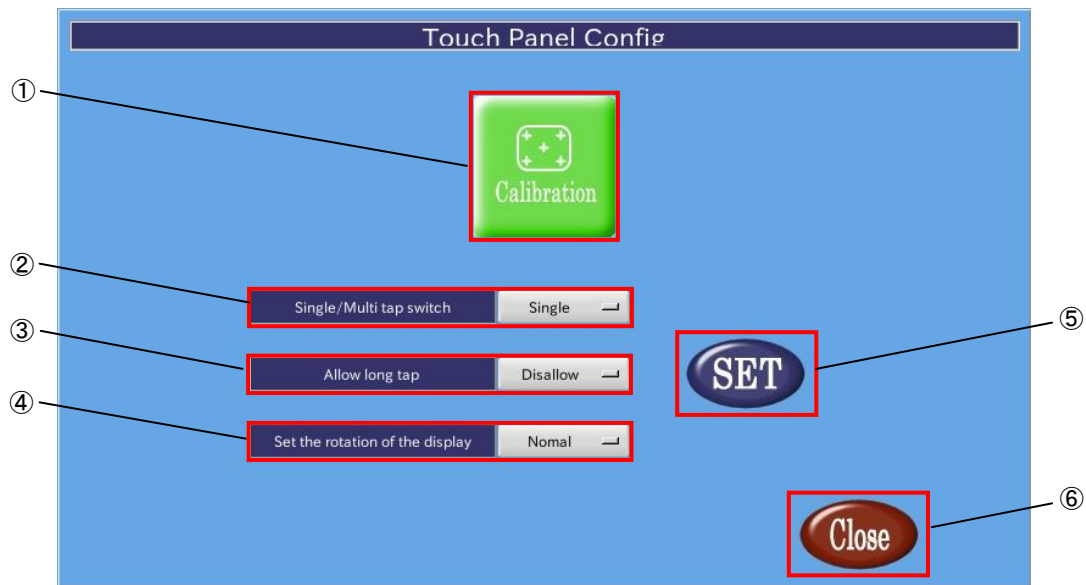 Touch Panel Config
①
Calibration
②
Single/Multi tap switch Single
③
Allow long tap Disallow
SET
⑤
④
Set the rotation of the display Nomal
Close
⑥